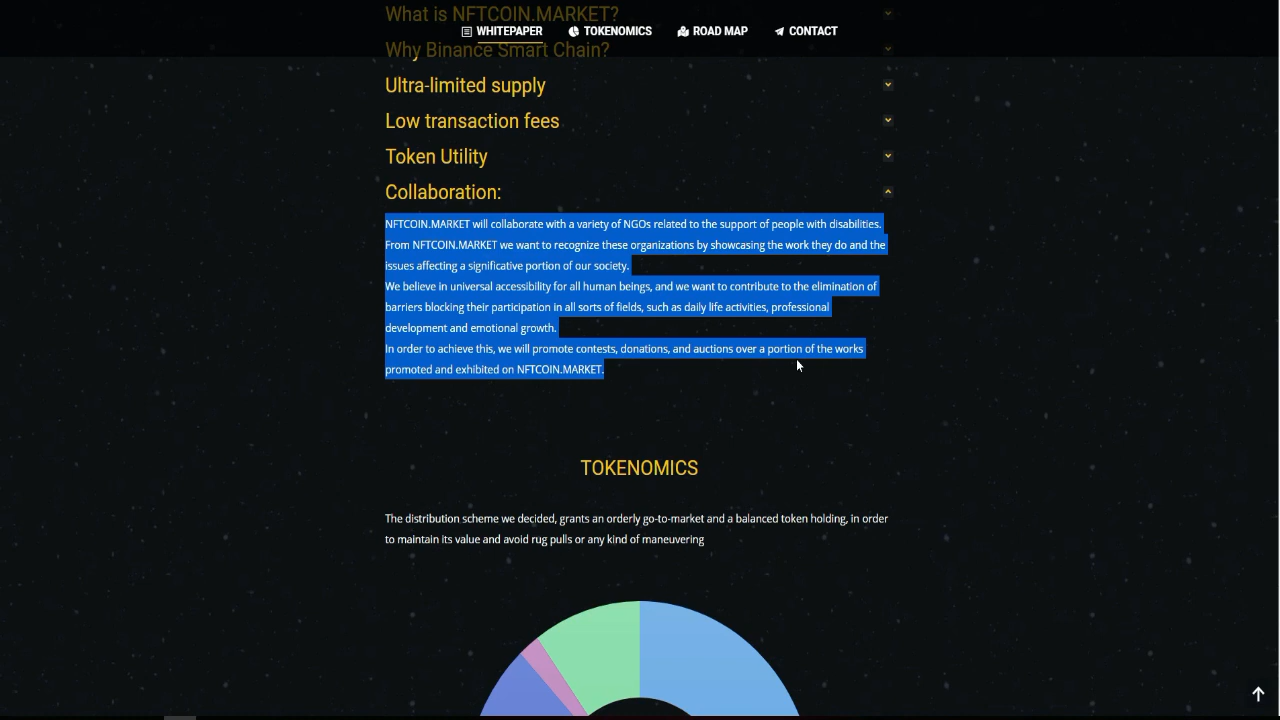 What is NFTCOIN.MARKET?
WHITEPAPER TOKENOMICS ROAD MAP CONTACT
Why Binance Smart Chain?
Ultra-limited supply
Low transaction fees
Token Utility
Collaboration:
NFTCOIN.MARKET will collaborate with a variety of NGOs related to the support of people with disabilities.
From NFTCOIN.MARKET we want to recognize these organizations by showcasing the work they do and the
issues affecting a significative portion of our society.
We believe in universal accessibility for all human beings, and we want to contribute to the elimination of
barriers blocking their participation in all sorts of fields, such as daily life activities, professional
development and emotional growth.
In order to achieve this, we will promote contests, donations, and auctions over a portion of the works
promoted and exhibited on NFTCOIN.MARKET.
TOKENOMICS
The distribution scheme we decided, grants an orderly go-to-market and a balanced token holding, in order
to maintain its value and avoid rug pulls or any kind of maneuvering